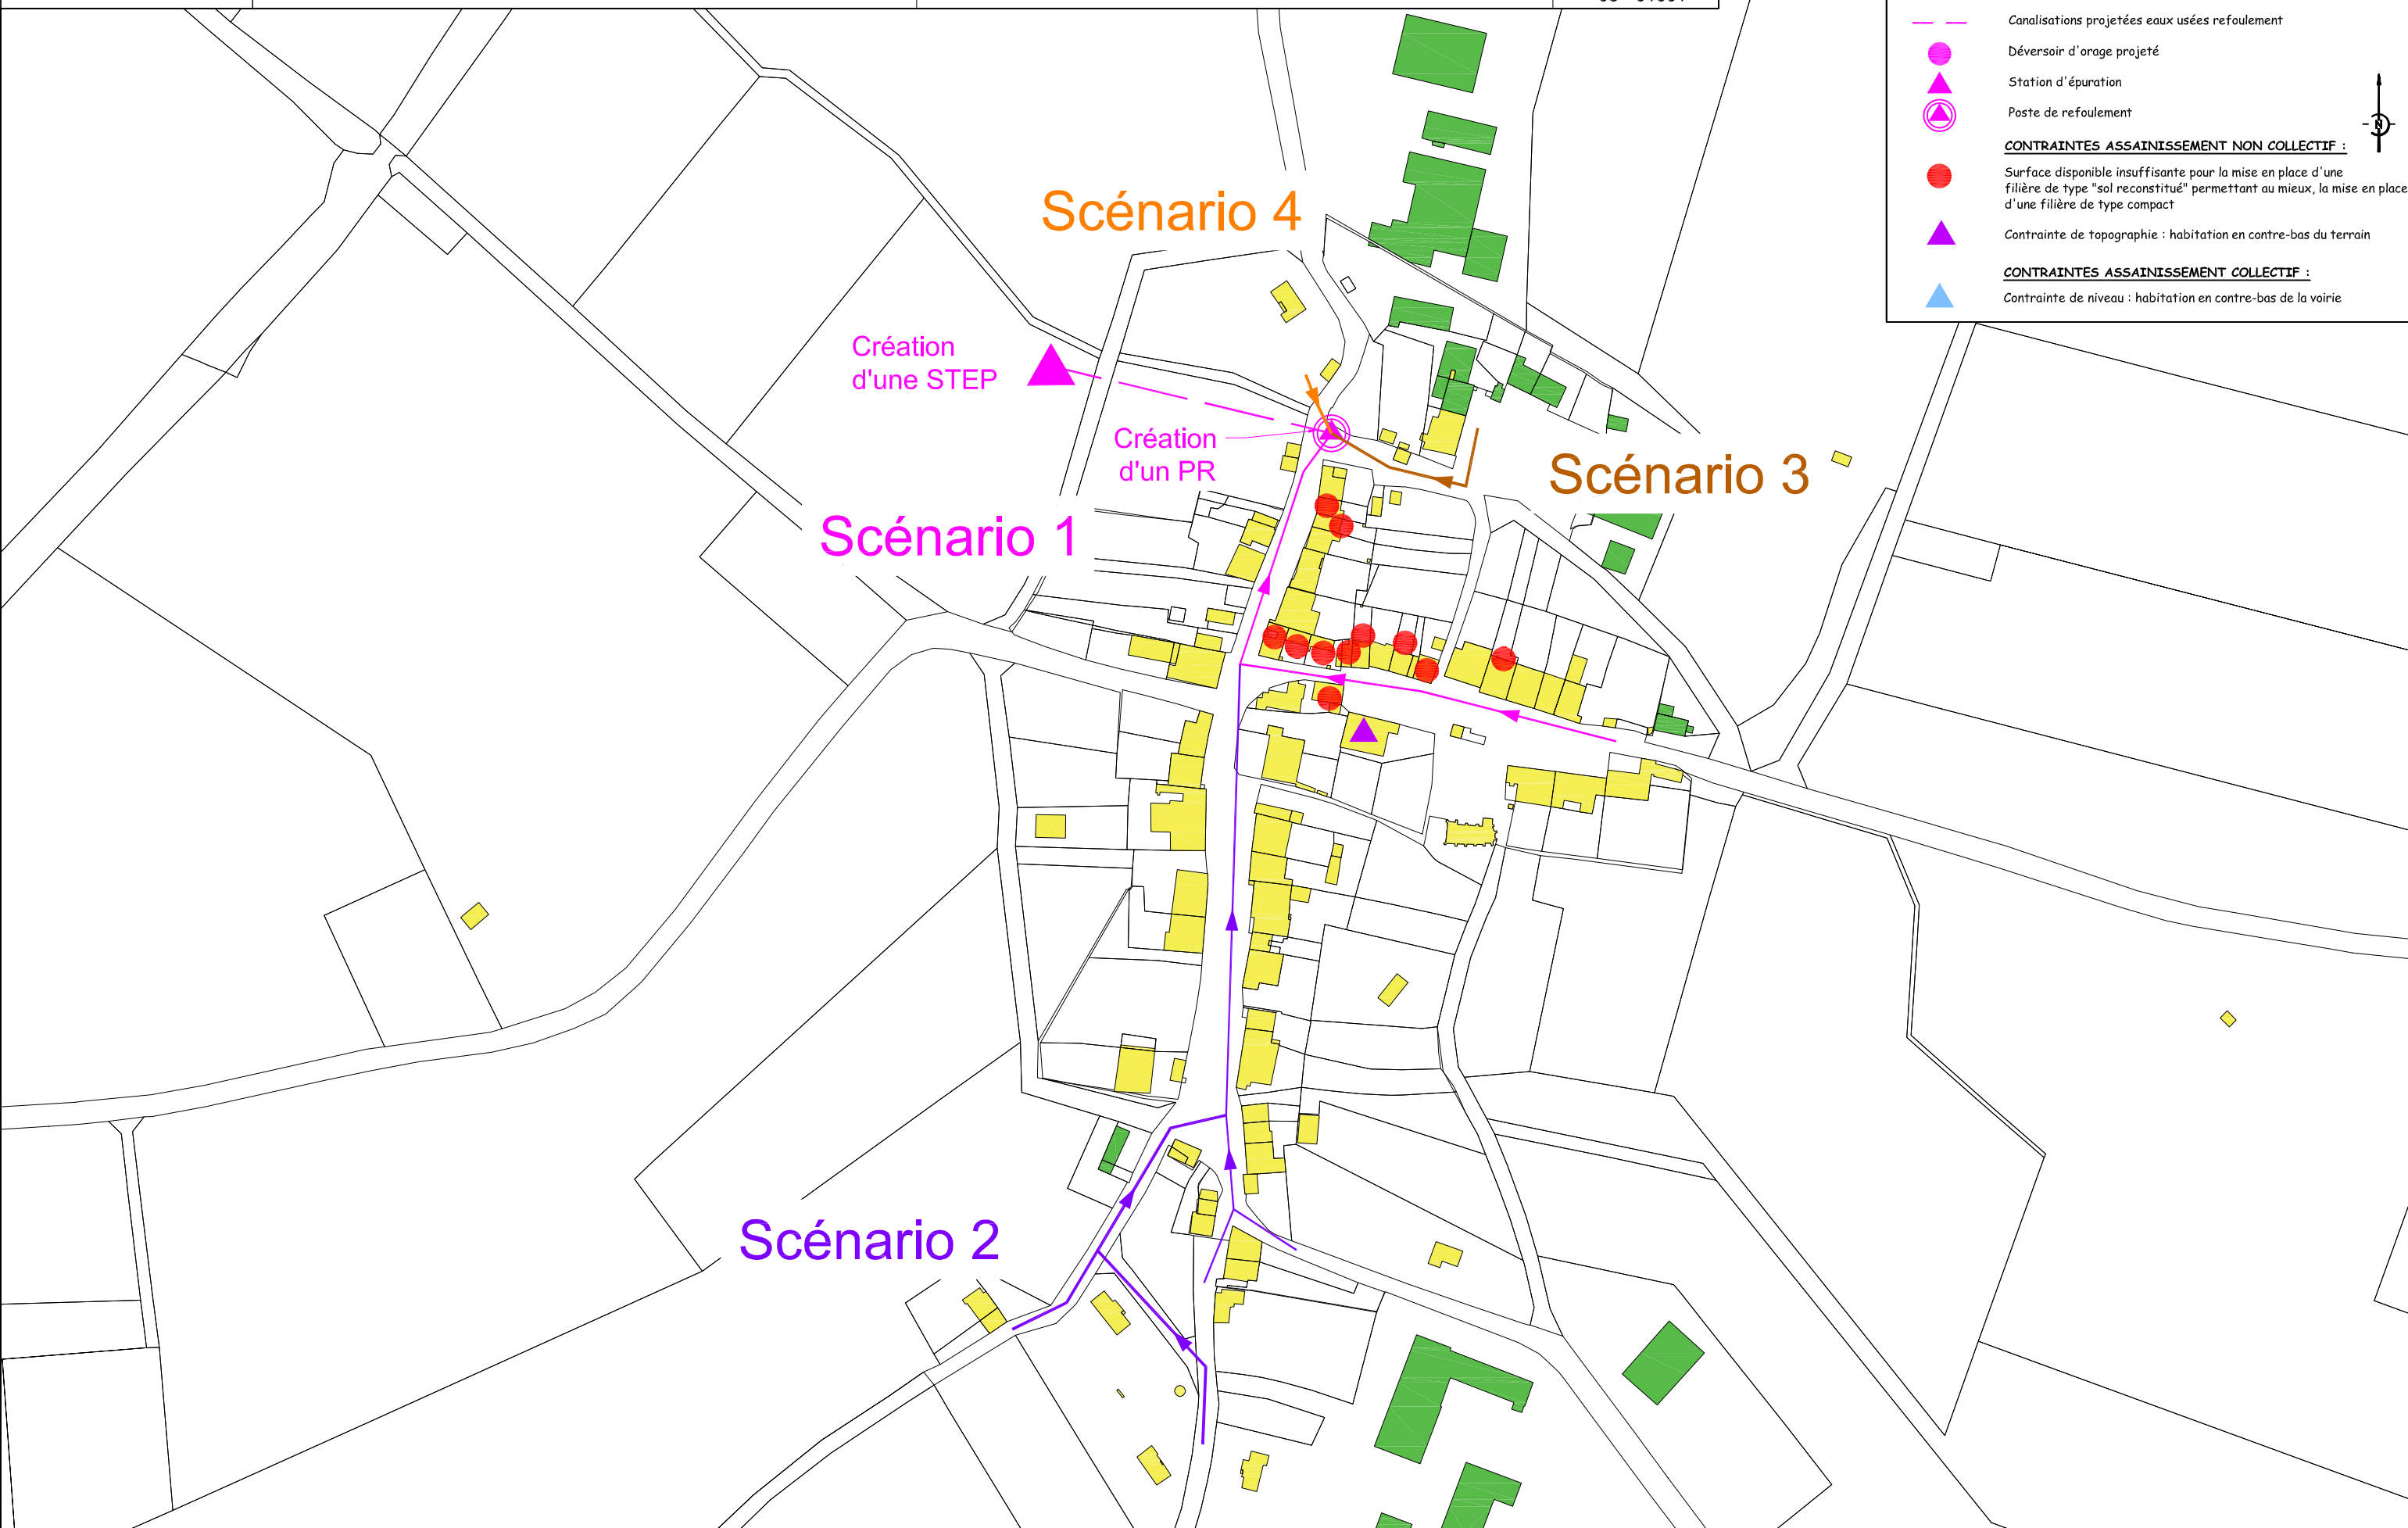 Canalisations projetées eaux usées refoulement
Déversoir d'orage projeté
Station d'épuration
Poste de refoulement
N
CONTRAINTES ASSAINISSEMENT NON COLLECTIF :
Surface disponible insuffisante pour la mise en place d'une
filière de type "sol reconstitué" permettant au mieux, la mise en place
d'une filière de type compact
Contrainte de topographie : habitation en contre-bas du terrain
CONTRAINTES ASSAINISSEMENT COLLECTIF :
Contrainte de niveau : habitation en contre-bas de la voirie
Scénario 4
Création
d'une STEP
Création
d'un PR
Scénario 3
Scénario 1
Scénario 2